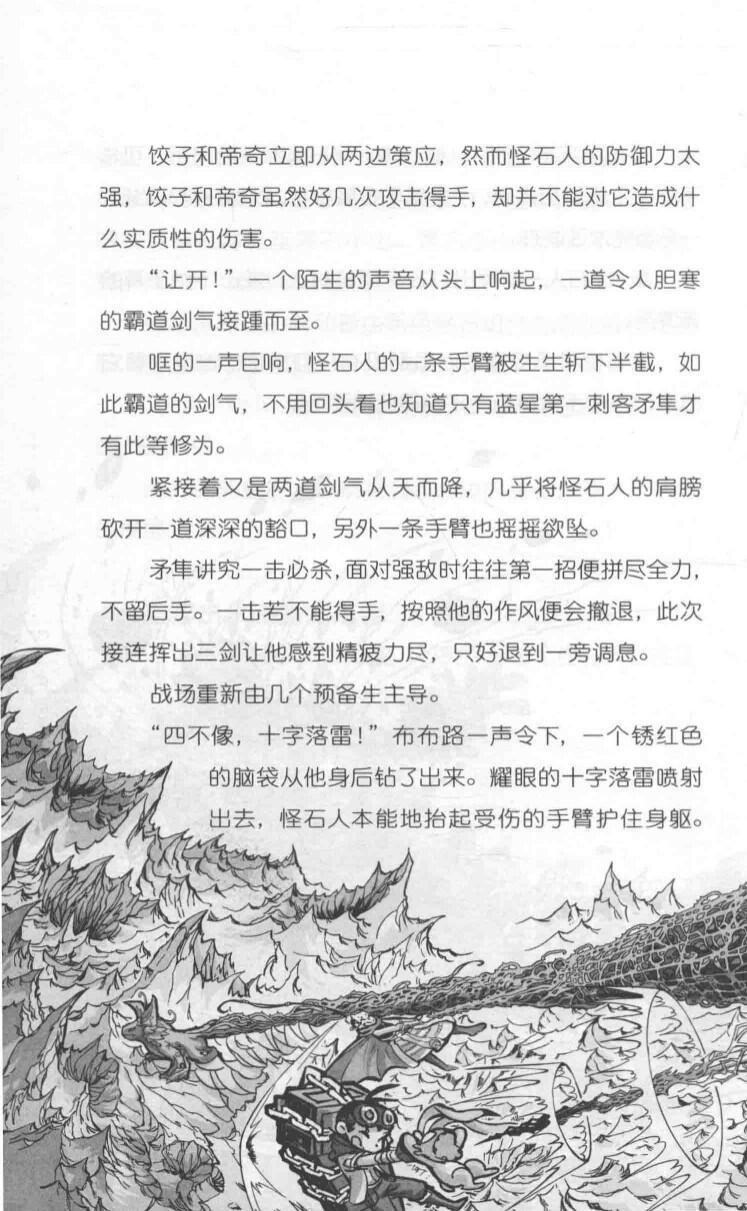 饺子和帝奇立即从两边策应，然而怪石人的防御力太
强，饺子和帝奇虽然好几次攻击得手，却并不能对它造成什
么实质性的伤害。
“让开！”一个陌生的声音从头上响起，一道令人胆寒
的霸道剑气接踵而至。
哐的一声巨响，怪石人的一条手臂被生生斩下半截，如
此霸道的剑气，不用回头看也知道只有蓝星第一刺客矛隼才
有此等修为。
紧接着又是两道剑气从天而降，几乎将怪石人的肩膀
砍开一道深深的豁口，另外一条手臂也摇摇欲坠。
矛隼讲究一击必杀，面对强敌时往往第一招便拼尽全力，
不留后手。一击若不能得手，按照他的作风便会撤退，此次
接连挥出三剑让他感到精疲力尽，只好退到一旁调息。
战场重新由几个预备生主导。
“四不像，十字落雷！”布布路一声令下，一个锈红色
的脑袋从他身后钻了出来。耀眼的十字落雷喷射
出去，怪石人本能地抬起受伤的手臂护住身躯。